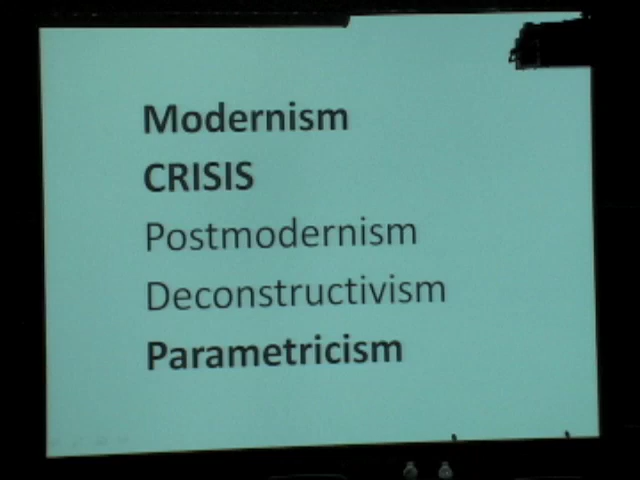 Modernism
CRISIS
Postmodernism
Deconstructivism
Parametricism